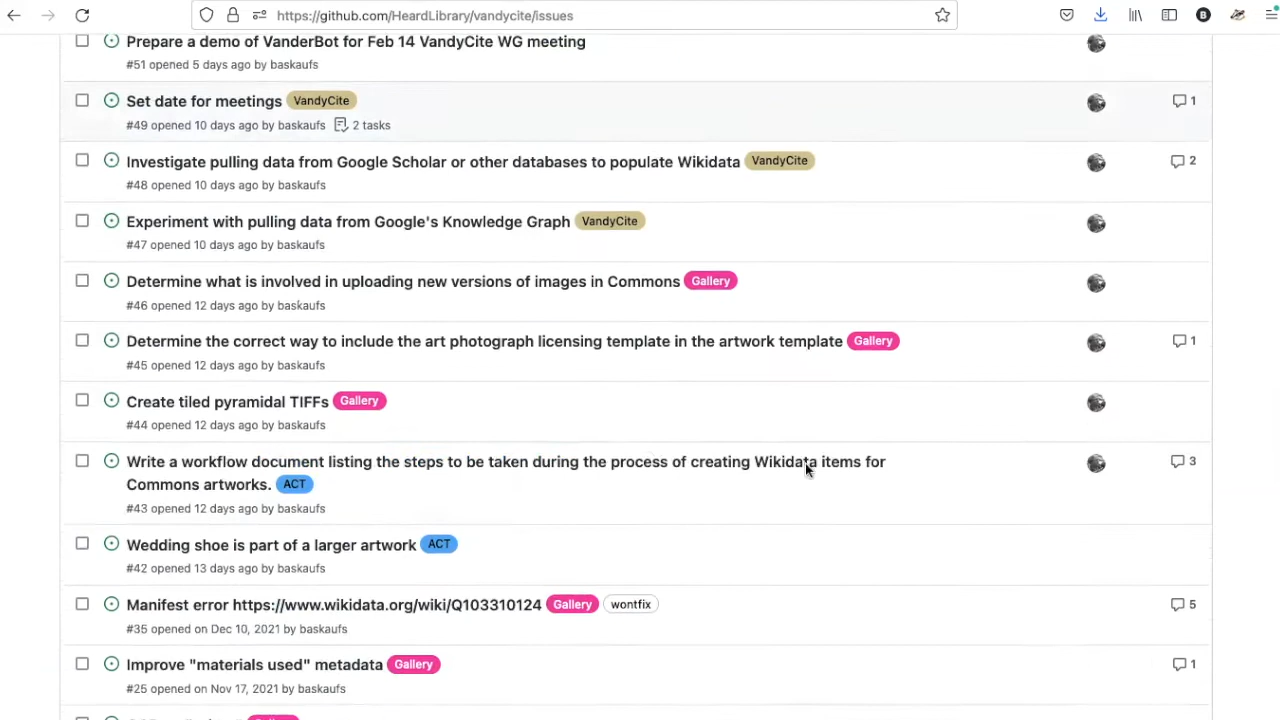 https://github.com/HeardLibrary/vandycite/issues
Prepare a demo of VanderBot for Feb 14 VandyCite WG meeting
#51 opened 5 days ago by baskaufs
Set date for meetings VandyCite
1
#49 opened 10 days ago by baskaufs 2 tasks
Investigate pulling data from Google Scholar or other databases to populate Wikidata VandyCite
2
#48 opened 10 days ago by baskaufs
Experiment with pulling data from Google's Knowledge Graph VandyCite
#47 opened 10 days ago by baskaufs
Determine what is involved in uploading new versions of images in Commons Gallery
#46 opened 12 days ago by baskaufs
Determine the correct way to include the art photograph licensing template in the artwork template Gallery
1
#45 opened 12 days ago by baskaufs
Create tiled pyramidal TIFFs Gallery
#44 opened 12 days ago by baskaufs
Write a workflow document listing the steps to be taken during the process of creating Wikidata items for
3
Commons artworks. ACT
#43 opened 12 days ago by baskaufs
Wedding shoe is part of a larger artwork ACT
#42 opened 13 days ago by baskaufs
Manifest error https://www.wikidata.org/wiki/Q103310124 Gallery wontfix
5
#35 opened on Dec 10, 2021 by baskaufs
Improve "materials used" metadata Gallery
1
#25 opened on Nov 17, 2021 by baskaufs